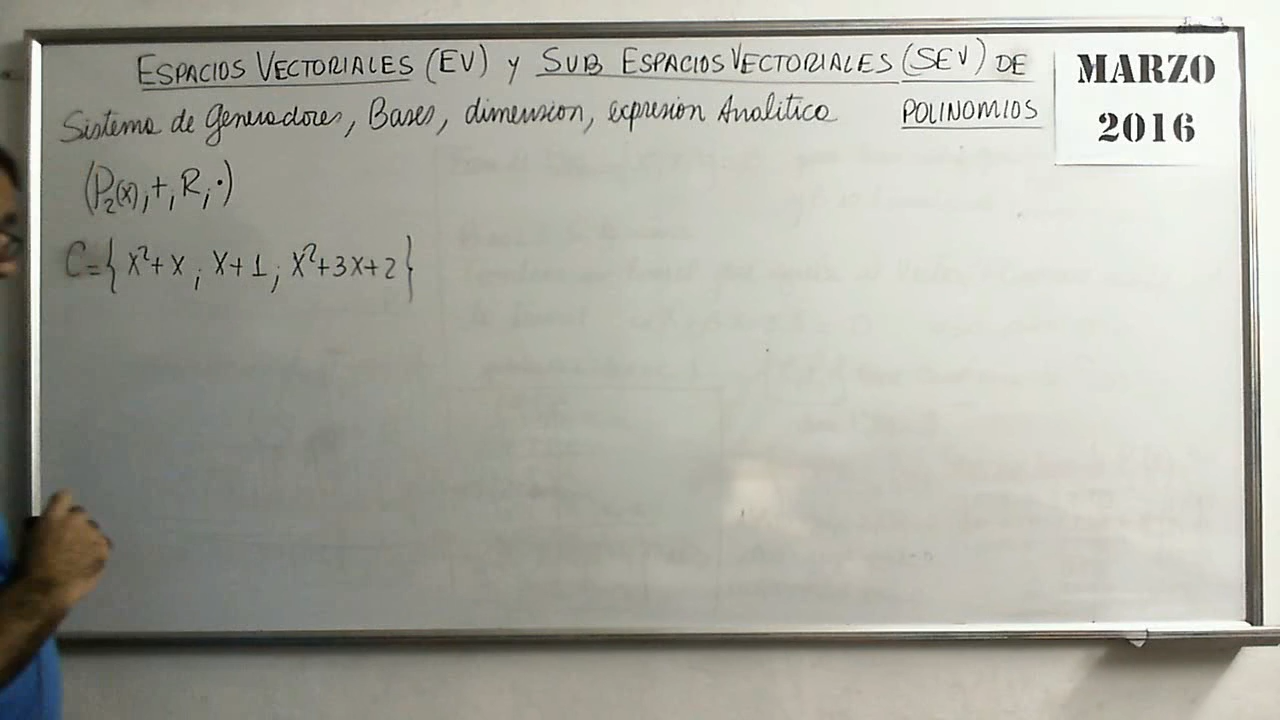 ESPACIOS VECTORIALES (EV) y SUB ESPACIOS VECTORIALES (SEV) DE
Sistema de Generadores, Bases, dimension, expresion Analitica POLINOMIOS
MARZO
2016
(P₂(x), +, R, ·)
C = { x²+x ; x+1 ; x²+3x+2 }